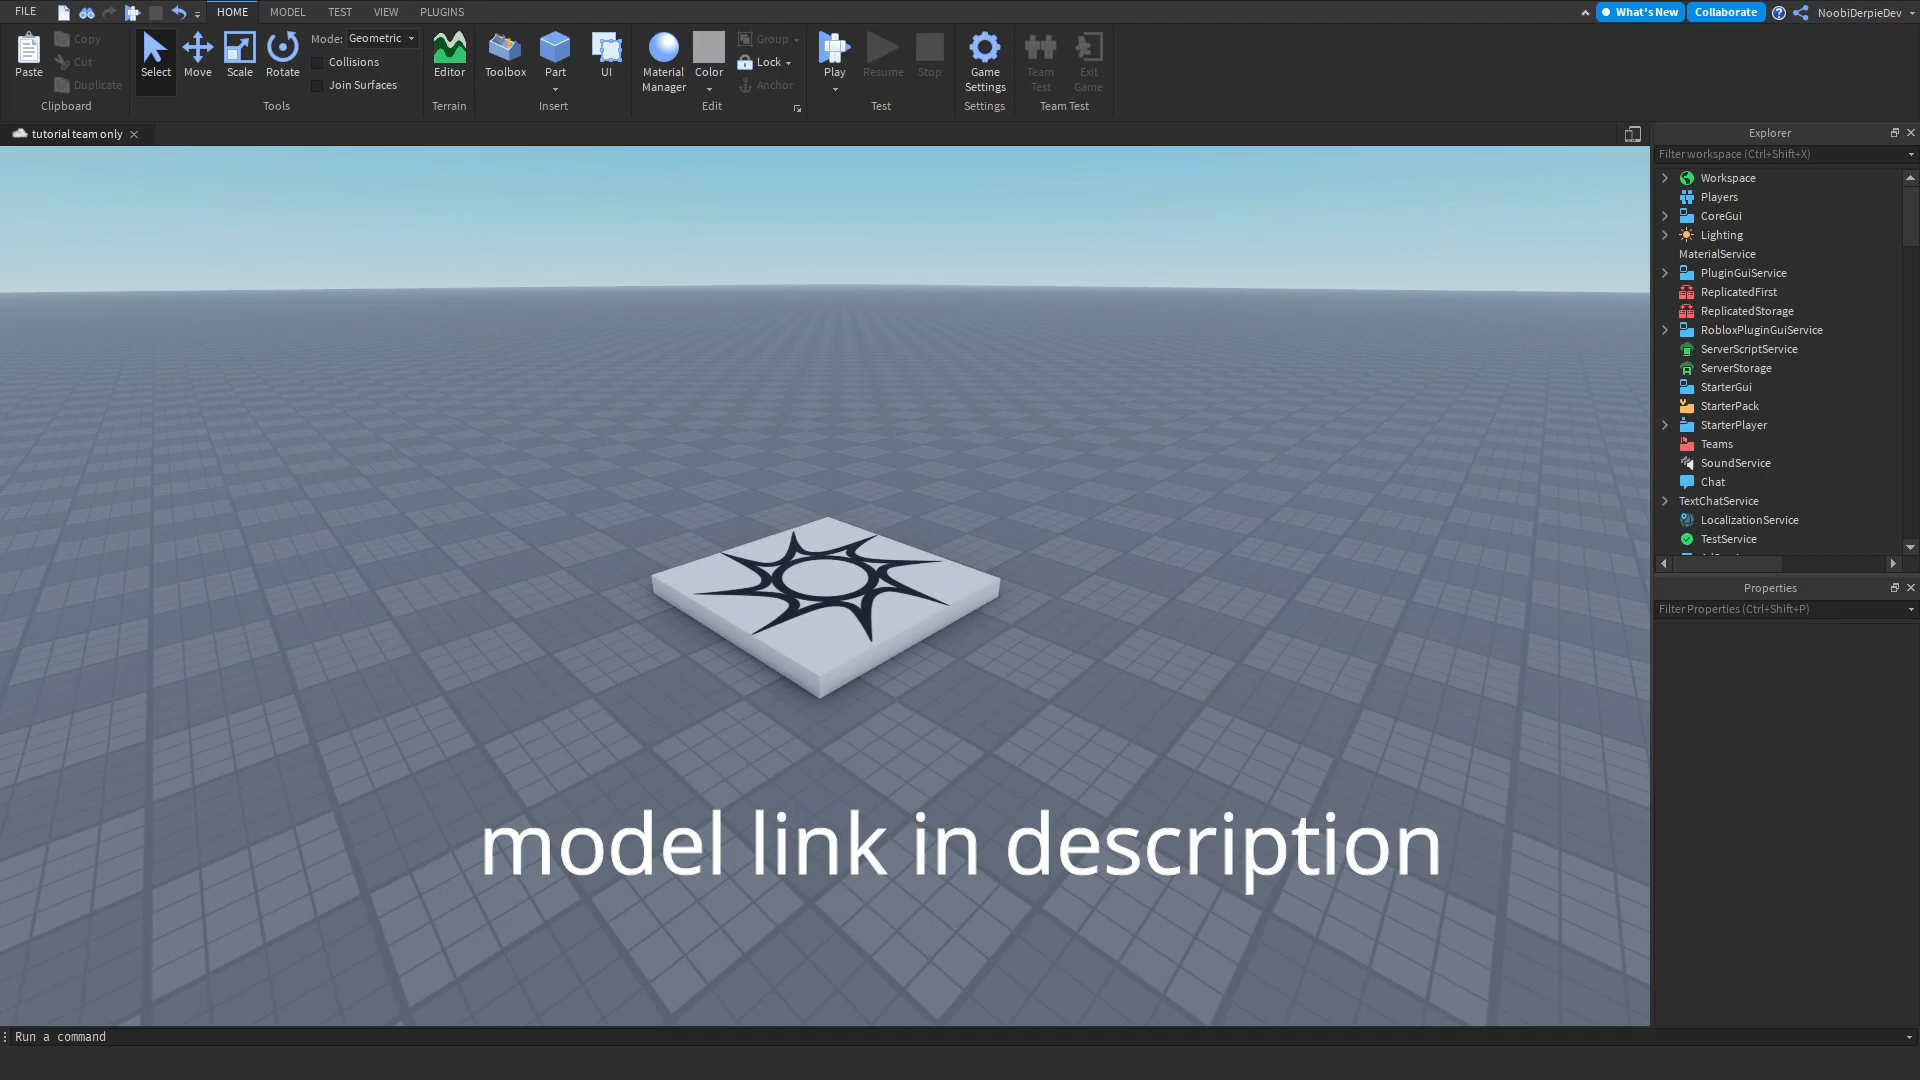 FILE
HOME
MODEL
TEST
VIEW
PLUGINS
What's New
Collaborate
NoobiDerpieDev
Paste
Copy
Cut
Duplicate
Clipboard
Select
Move
Scale
Rotate
Mode: Geometric
Collisions
Join Surfaces
Tools
Editor
Terrain
Toolbox
Part
UI
Insert
Material
Manager
Color
Group
Lock
Anchor
Edit
Play
Resume
Stop
Test
Game
Settings
Settings
Team
Test
Exit
Game
Team Test
tutorial team only
Explorer
Filter workspace (Ctrl+Shift+X)
Workspace
Players
CoreGui
Lighting
MaterialService
PluginGuiService
ReplicatedFirst
ReplicatedStorage
RobloxPluginGuiService
ServerScriptService
ServerStorage
StarterGui
StarterPack
StarterPlayer
Teams
SoundService
Chat
TextChatService
LocalizationService
TestService
Properties
Filter Properties (Ctrl+Shift+P)
model link in description
Run a command